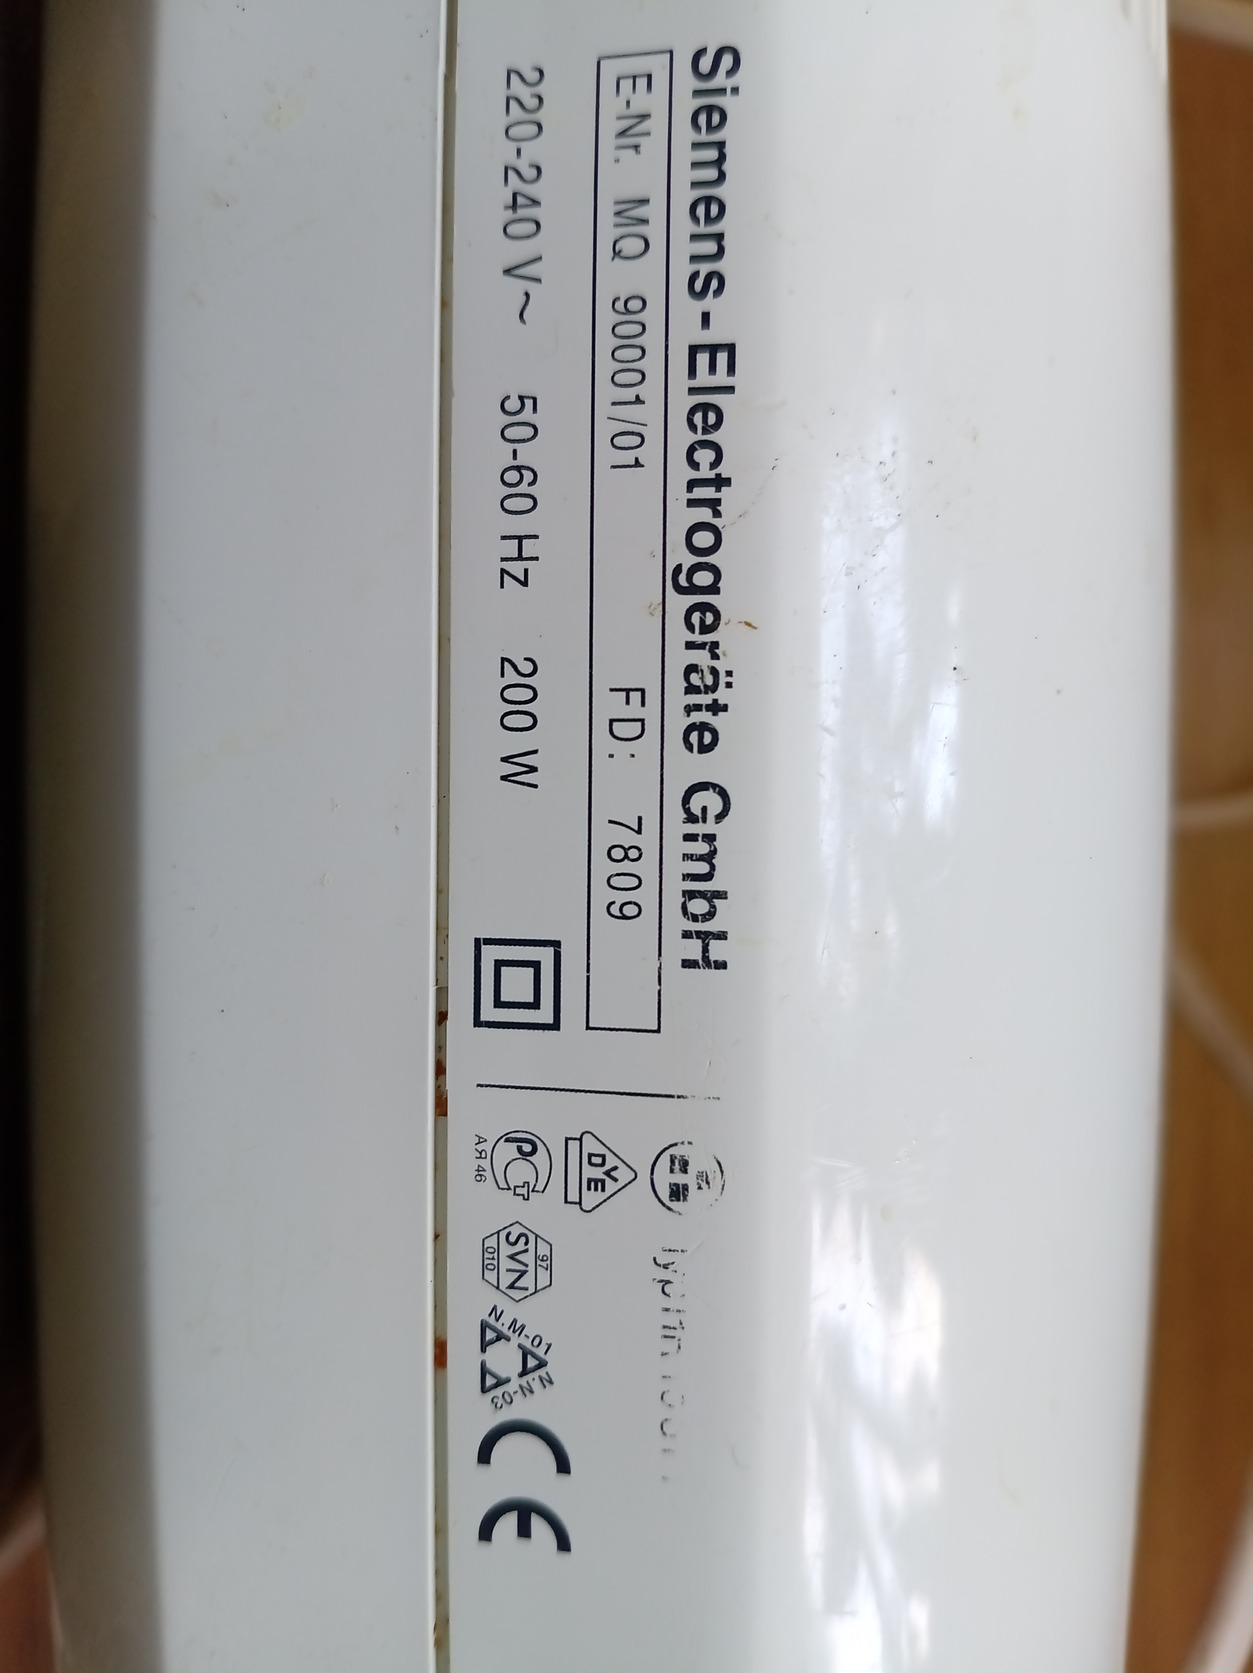 Siemens-Electrogeräte GmbH
E-Nr. MQ 90001/01 FD: 7809
220-240 V~ 50-60 Hz 200 W
DVE
PCT
АЯ 46
97
SVN
010
N.M-01
N.N-03
CE